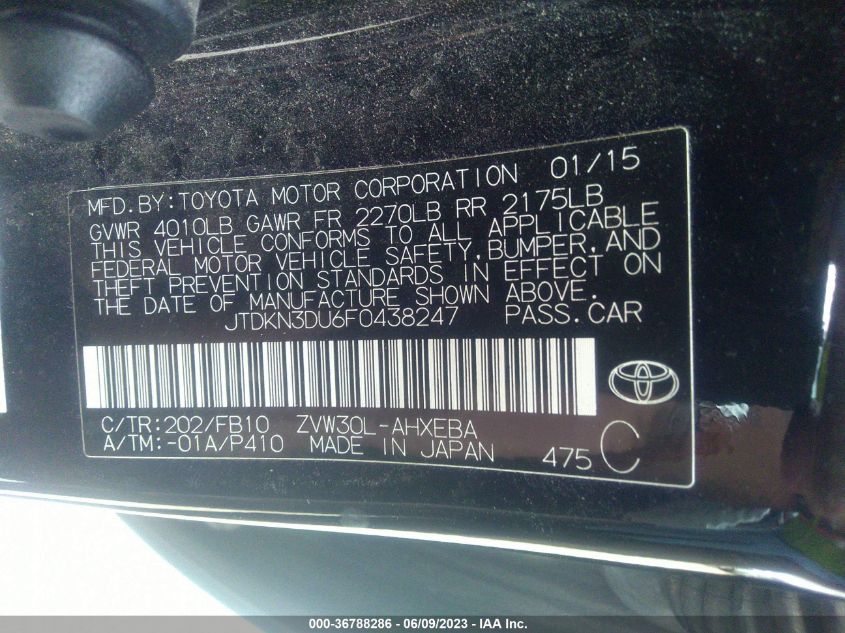 MFD.BY:TOYOTA MOTOR CORPORATION 01/15
GVWR 4010LB GAWR FR 2270LB RR 2175LB
THIS VEHICLE CONFORMS TO ALL APPLICABLE
FEDERAL MOTOR VEHICLE SAFETY,BUMPER,AND
THEFT PREVENTION STANDARDS IN EFFECT ON
THE DATE OF MANUFACTURE SHOWN ABOVE.
JTDKN3DU6F0438247 PASS.CAR
C/TR:202/FB10 ZVW30L-AHXEBA
A/TM:-01A/P410 MADE IN JAPAN 475 C
000-36788286 - 06/09/2023 - IAA Inc.